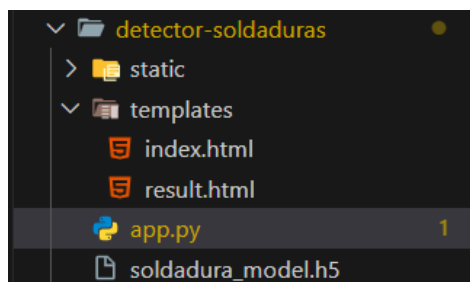 detector-soldaduras
static
templates
index.html
result.html
app.py 1
soldadura_model.h5